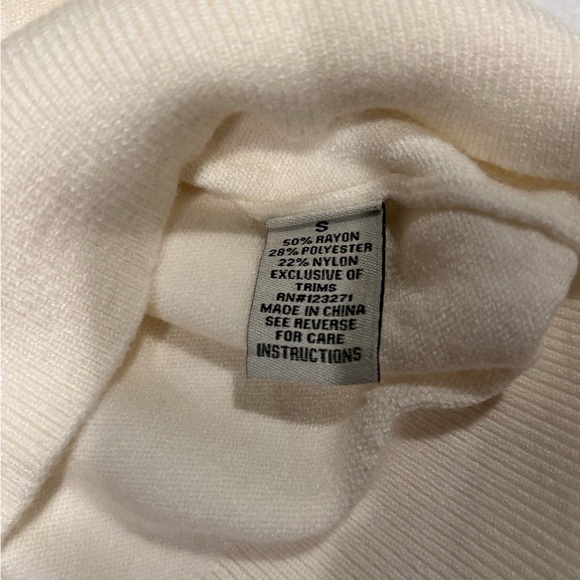 S
50% RAYON
28% POLYESTER
22% NYLON
EXCLUSIVE OF
TRIMS
RN#123271
MADE IN CHINA
SEE REVERSE
FOR CARE
INSTRUCTIONS